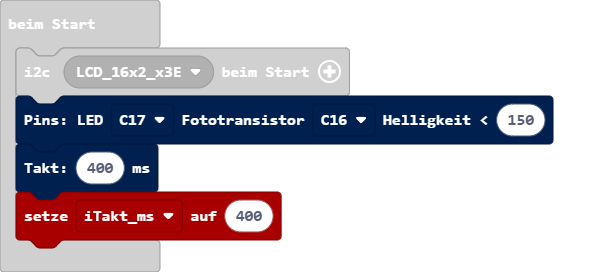 beim Start
i2c LCD_16x2_x3E beim Start
Pins: LED C17 Fototransistor C16 Helligkeit < 150
Takt: 400 ms
setze iTakt_ms auf 400